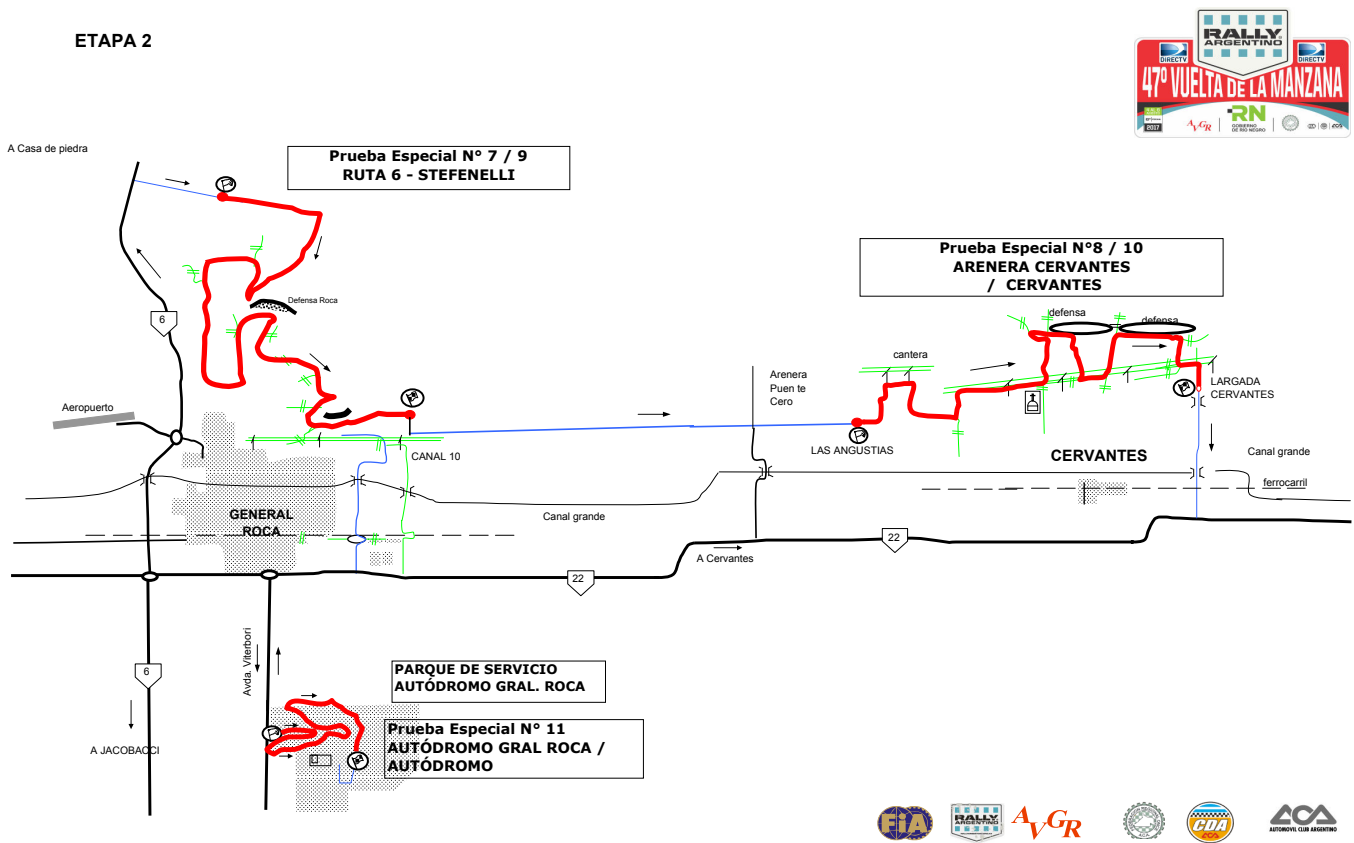 ETAPA 2
RALLY
ARGENTINO
DIRECTV
DIRECTV
47º VUELTA DE LA MANZANA
2017
AVGR
RN
GOBIERNO
DE RÍO NEGRO
A Casa de piedra
Prueba Especial N° 7 / 9
RUTA 6 - STEFENELLI
Prueba Especial N°8 / 10
ARENERA CERVANTES
/ CERVANTES
Defensa Roca
defensa
defensa
6
cantera
Arenera
Puen te
Cero
LARGADA
CERVANTES
Aeropuerto
LAS ANGUSTIAS
CERVANTES
Canal grande
CANAL 10
ferrocarril
GENERAL
ROCA
Canal grande
22
A Cervantes
22
Avda. Viterbori
6
PARQUE DE SERVICIO
AUTÓDROMO GRAL. ROCA
Prueba Especial N° 11
AUTÓDROMO GRAL ROCA /
AUTÓDROMO
A JACOBACCI
FiA
RALLY
ARGENTINO
AVGR
CDA
ACA
ACA
AUTOMOVIL CLUB ARGENTINO